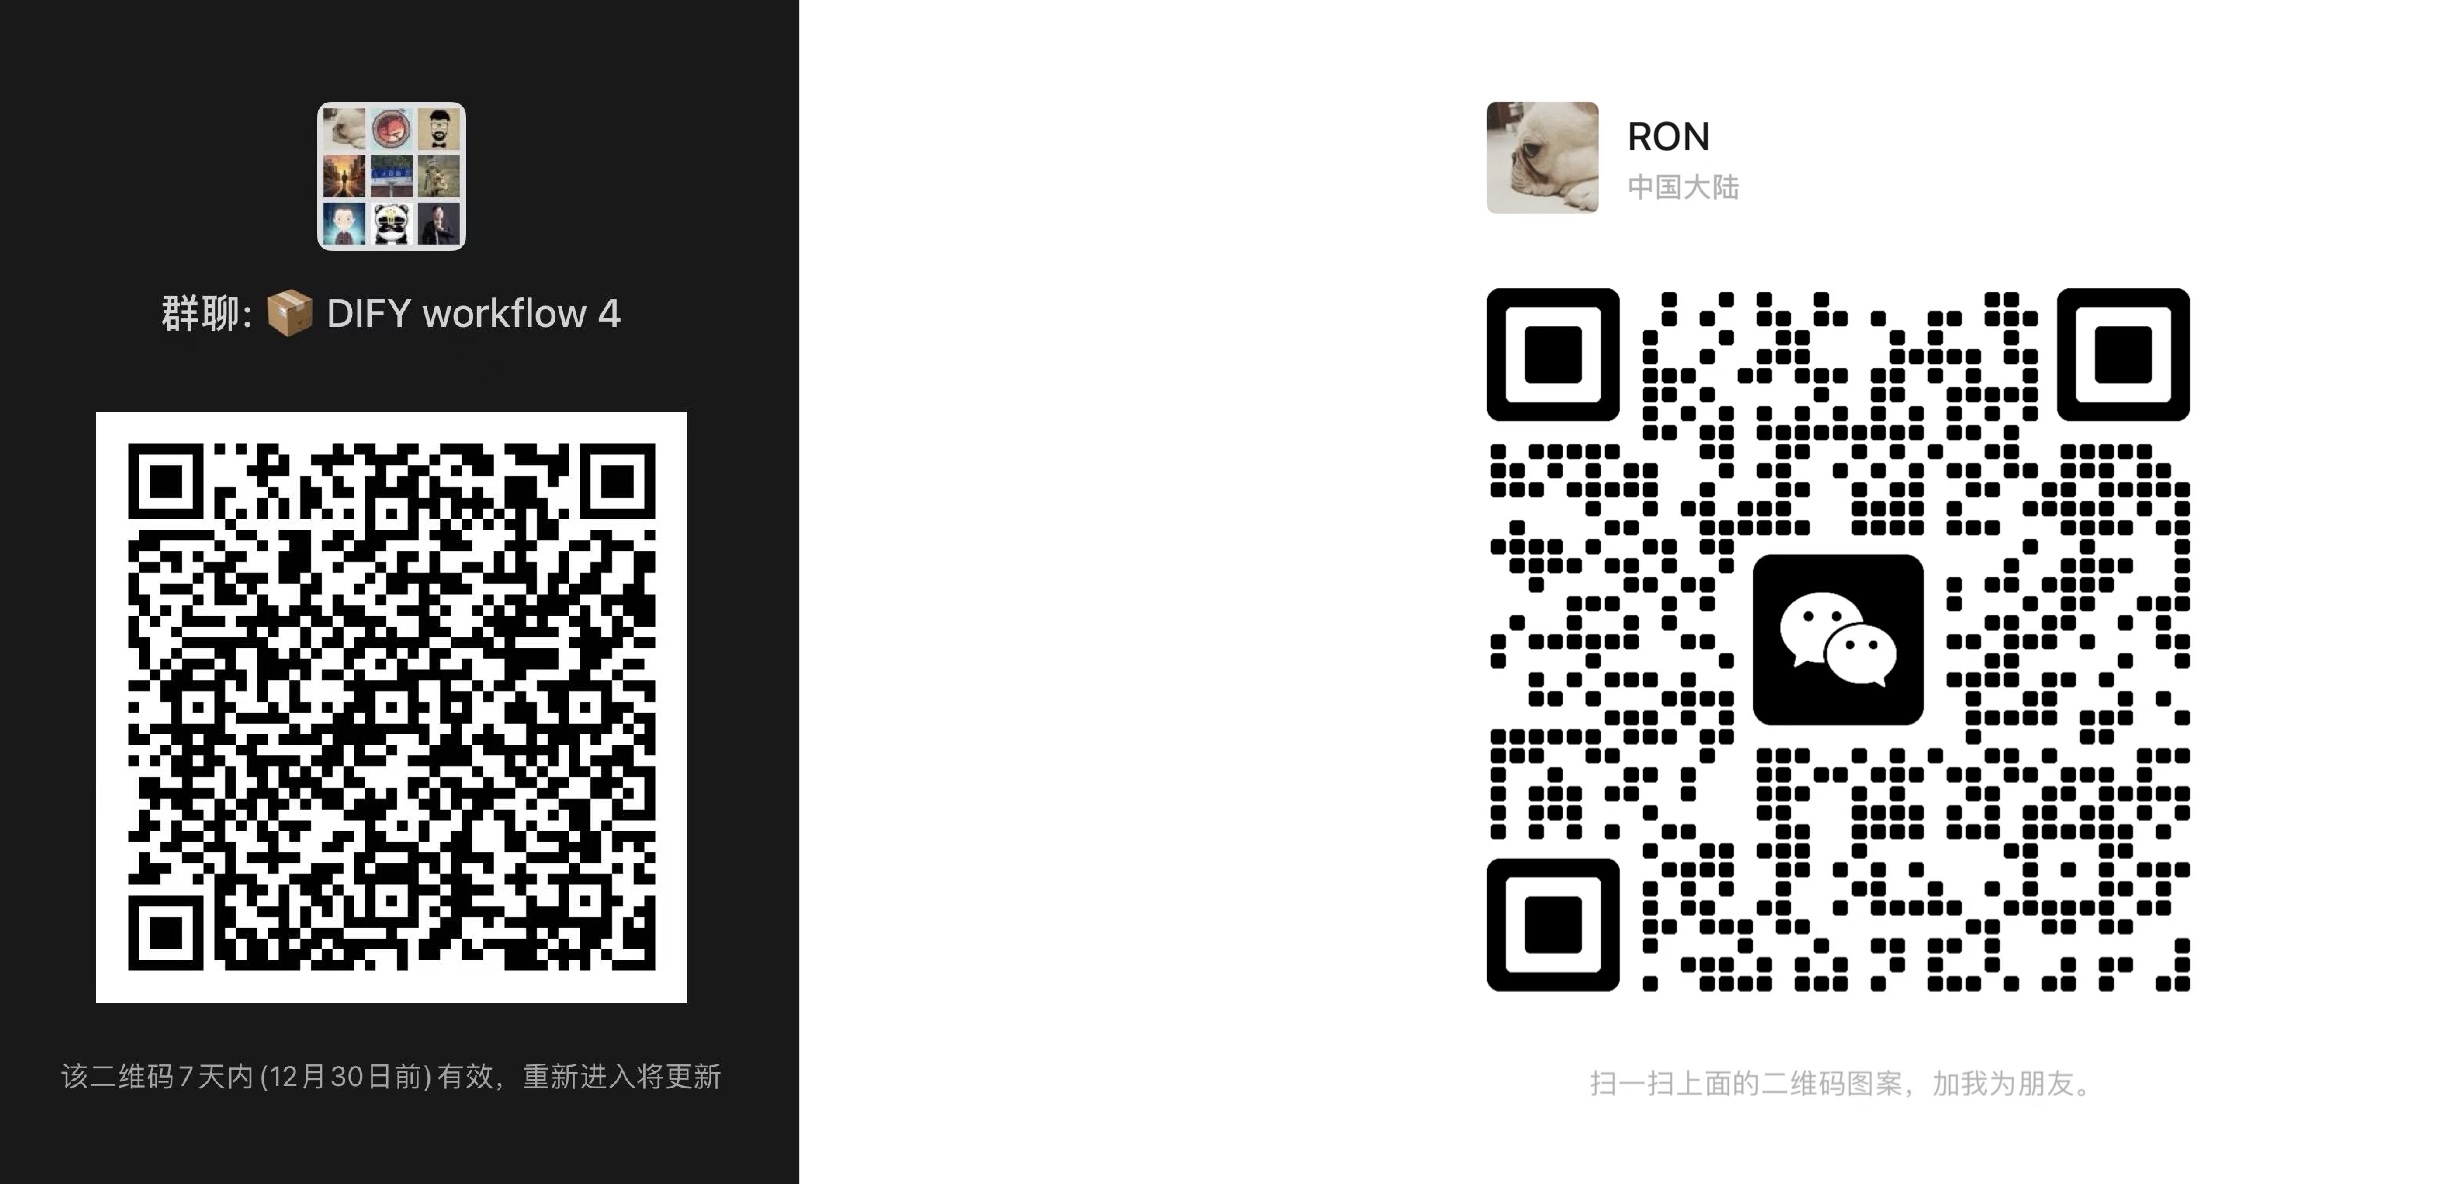 群聊: 📦 DIFY workflow 4
该二维码7天内(12月30日前)有效，重新进入将更新
RON
中国大陆
扫一扫上面的二维码图案，加我为朋友。